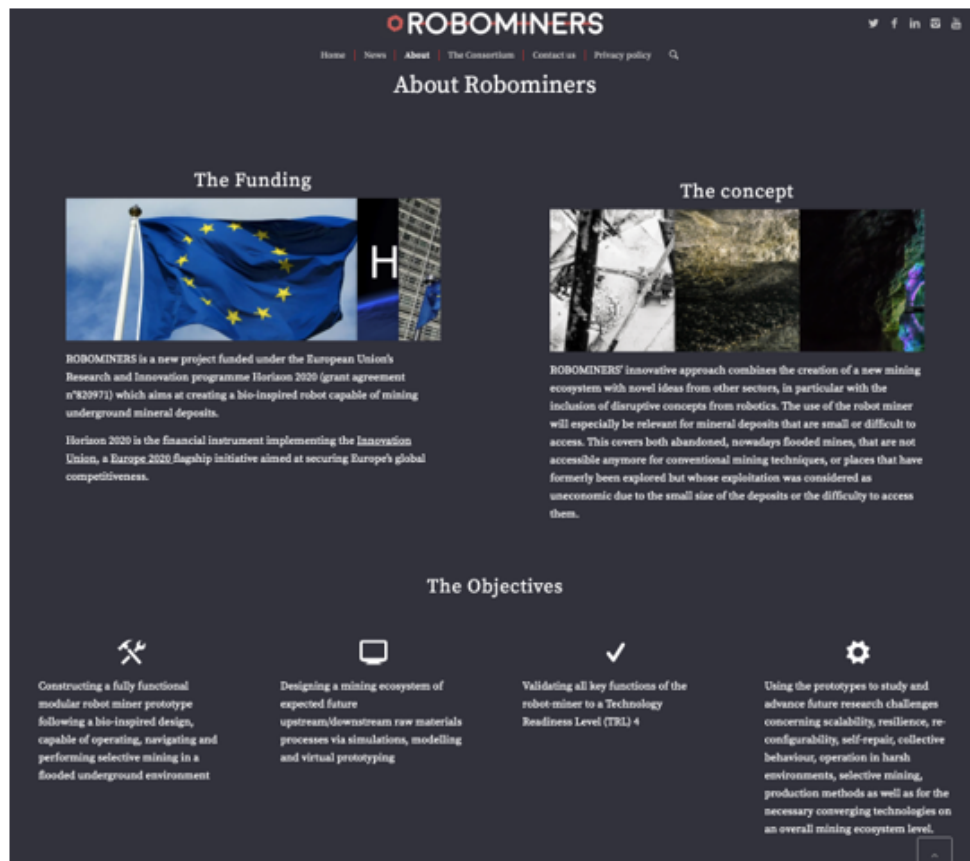 ROBOMINERS
Home | News | About | The Consortium | Contact us | Privacy policy
About Robominers
The Funding
H
ROBOMINERS is a new project funded under the European Union's
Research and Innovation programme Horizon 2020 (grant agreement
n°820971) which aims at creating a bio-inspired robot capable of mining
underground mineral deposits.
Horizon 2020 is the financial instrument implementing the Innovation
Union, a Europe 2020 flagship initiative aimed at securing Europe's global
competitiveness.
The concept
ROBOMINERS' innovative approach combines the creation of a new mining
ecosystem with novel ideas from other sectors, in particular with the
inclusion of disruptive concepts from robotics. The use of the robot miner
will especially be relevant for mineral deposits that are small or difficult to
access. This covers both abandoned, nowadays flooded mines, that are not
accessible anymore for conventional mining techniques, or places that have
formerly been explored but whose exploitation was considered as
uneconomic due to the small size of the deposits or the difficulty to access
them.
The Objectives
Constructing a fully functional
modular robot miner prototype
following a bio-inspired design,
capable of operating, navigating and
performing selective mining in a
flooded underground environment
Designing a mining ecosystem of
expected future
upstream/downstream raw materials
processes via simulations, modelling
and virtual prototyping
Validating all key functions of the
robot-miner to a Technology
Readiness Level (TRL) 4
Using the prototypes to study and
advance future research challenges
concerning scalability, resilience, re-
configurability, self-repair, collective
behaviour, operation in harsh
environments, selective mining,
production methods as well as for the
necessary converging technologies on
an overall mining ecosystem level.